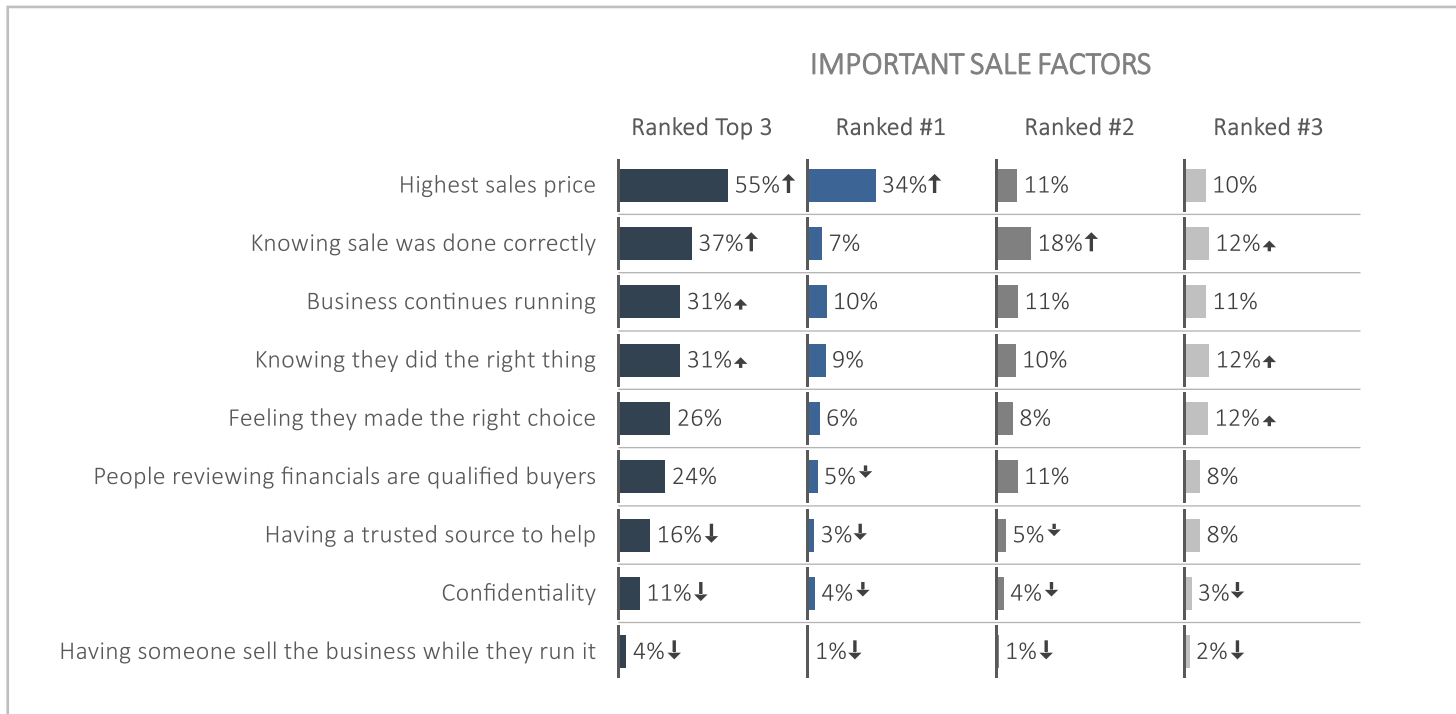 IMPORTANT SALE FACTORS
Ranked Top 3 Ranked #1 Ranked #2 Ranked #3
Highest sales price 55% 34% 11% 10%
Knowing sale was done correctly 37% 7% 18% 12%
Business continues running 31% 10% 11% 11%
Knowing they did the right thing 31% 9% 10% 12%
Feeling they made the right choice 26% 6% 8% 12%
People reviewing financials are qualified buyers 24% 5% 11% 8%
Having a trusted source to help 16% 3% 5% 8%
Confidentiality 11% 4% 4% 3%
Having someone sell the business while they run it 4% 1% 1% 2%